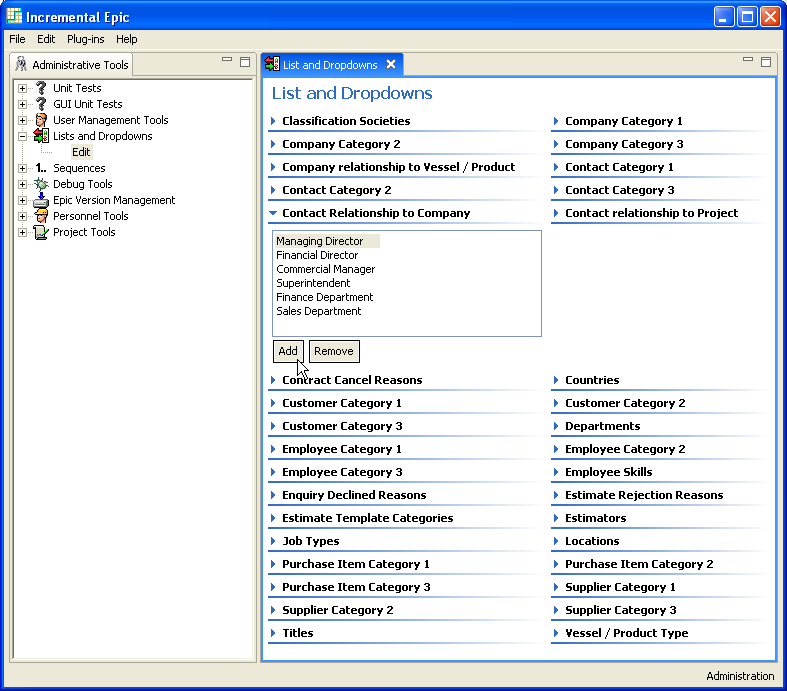 Incremental Epic
File Edit Plug-ins Help
Administrative Tools
Unit Tests
GUI Unit Tests
User Management Tools
Lists and Dropdowns
Edit
1.. Sequences
Debug Tools
Epic Version Management
Personnel Tools
Project Tools
List and Dropdowns
List and Dropdowns
Classification Societies
Company Category 1
Company Category 2
Company Category 3
Company relationship to Vessel / Product
Contact Category 1
Contact Category 2
Contact Category 3
Contact Relationship to Company
Contact relationship to Project
Managing Director
Financial Director
Commercial Manager
Superintendent
Finance Department
Sales Department
Add Remove
Contract Cancel Reasons
Countries
Customer Category 1
Customer Category 2
Customer Category 3
Departments
Employee Category 1
Employee Category 2
Employee Category 3
Employee Skills
Enquiry Declined Reasons
Estimate Rejection Reasons
Estimate Template Categories
Estimators
Job Types
Locations
Purchase Item Category 1
Purchase Item Category 2
Purchase Item Category 3
Supplier Category 1
Supplier Category 2
Supplier Category 3
Titles
Vessel / Product Type
Administration